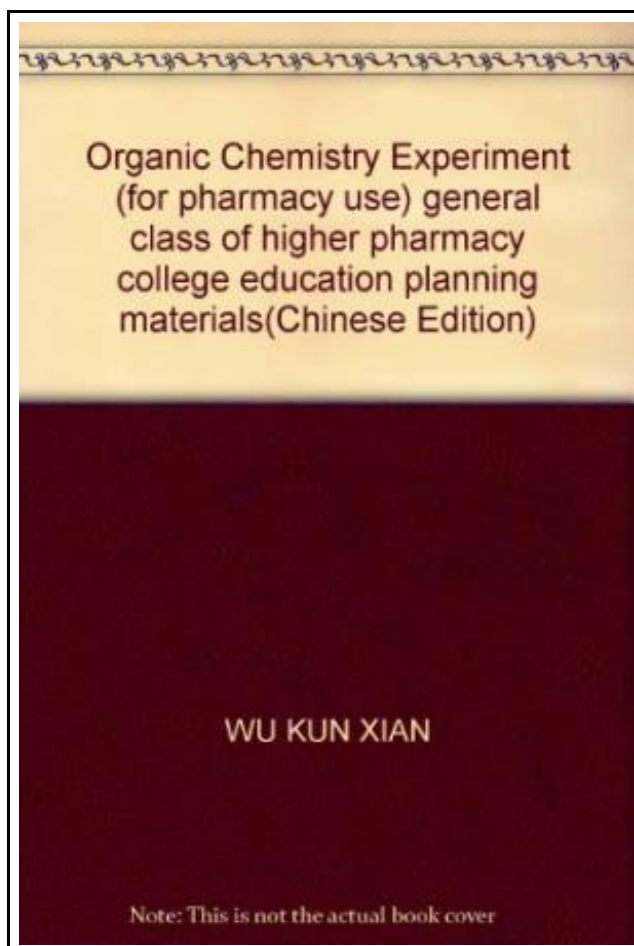 Organic Chemistry Experiment
(for pharmacy use) general
class of higher pharmacy
college education planning
materials(Chinese Edition)
WU KUN XIAN
Note: This is not the actual book cover